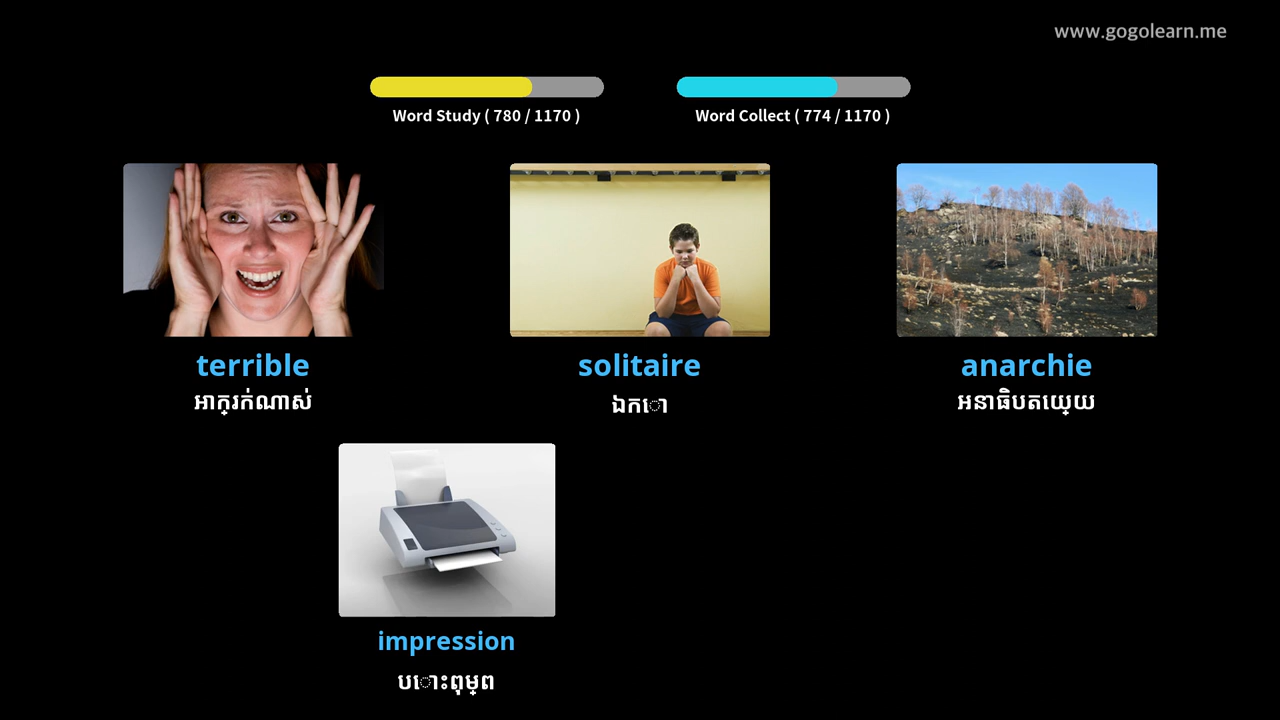 www.gogolearn.me
Word Study ( 780 / 1170 )
Word Collect ( 774 / 1170 )
terrible
solitaire
anarchie
អាក្រក់ណាស់
ឯកោ
អនាធិបតេយ្យ
impression
បោះពុម្ព